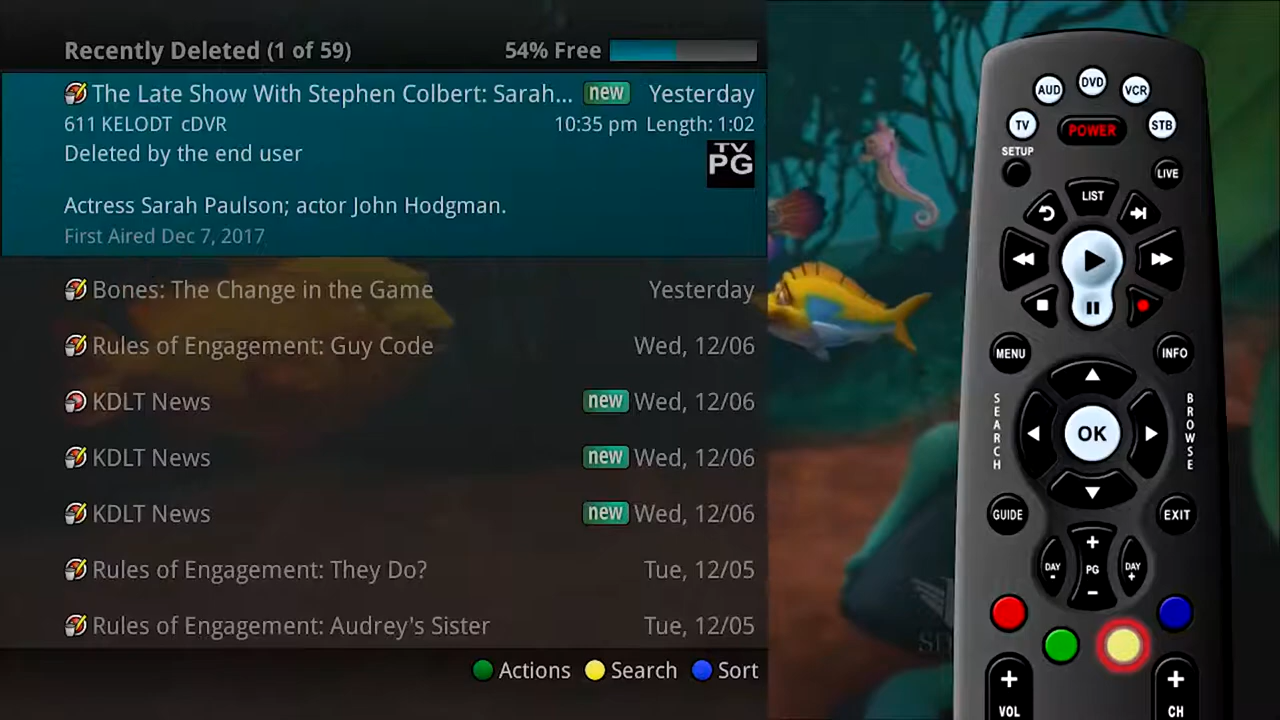 Recently Deleted (1 of 59) 54% Free
The Late Show With Stephen Colbert: Sarah... new Yesterday
611 KELODT cDVR 10:35 pm Length: 1:02
Deleted by the end user
TV
PG
Actress Sarah Paulson; actor John Hodgman.
First Aired Dec 7, 2017
Bones: The Change in the Game Yesterday
Rules of Engagement: Guy Code Wed, 12/06
KDLT News new Wed, 12/06
KDLT News new Wed, 12/06
KDLT News new Wed, 12/06
Rules of Engagement: They Do? Tue, 12/05
Rules of Engagement: Audrey's Sister Tue, 12/05
Actions Search Sort
AUD DVD VCR
TV POWER STB
SETUP
LIVE
LIST
MENU INFO
SEARCH
OK
BROWSE
GUIDE EXIT
+
DAY - PG DAY +
-
+ +
VOL CH